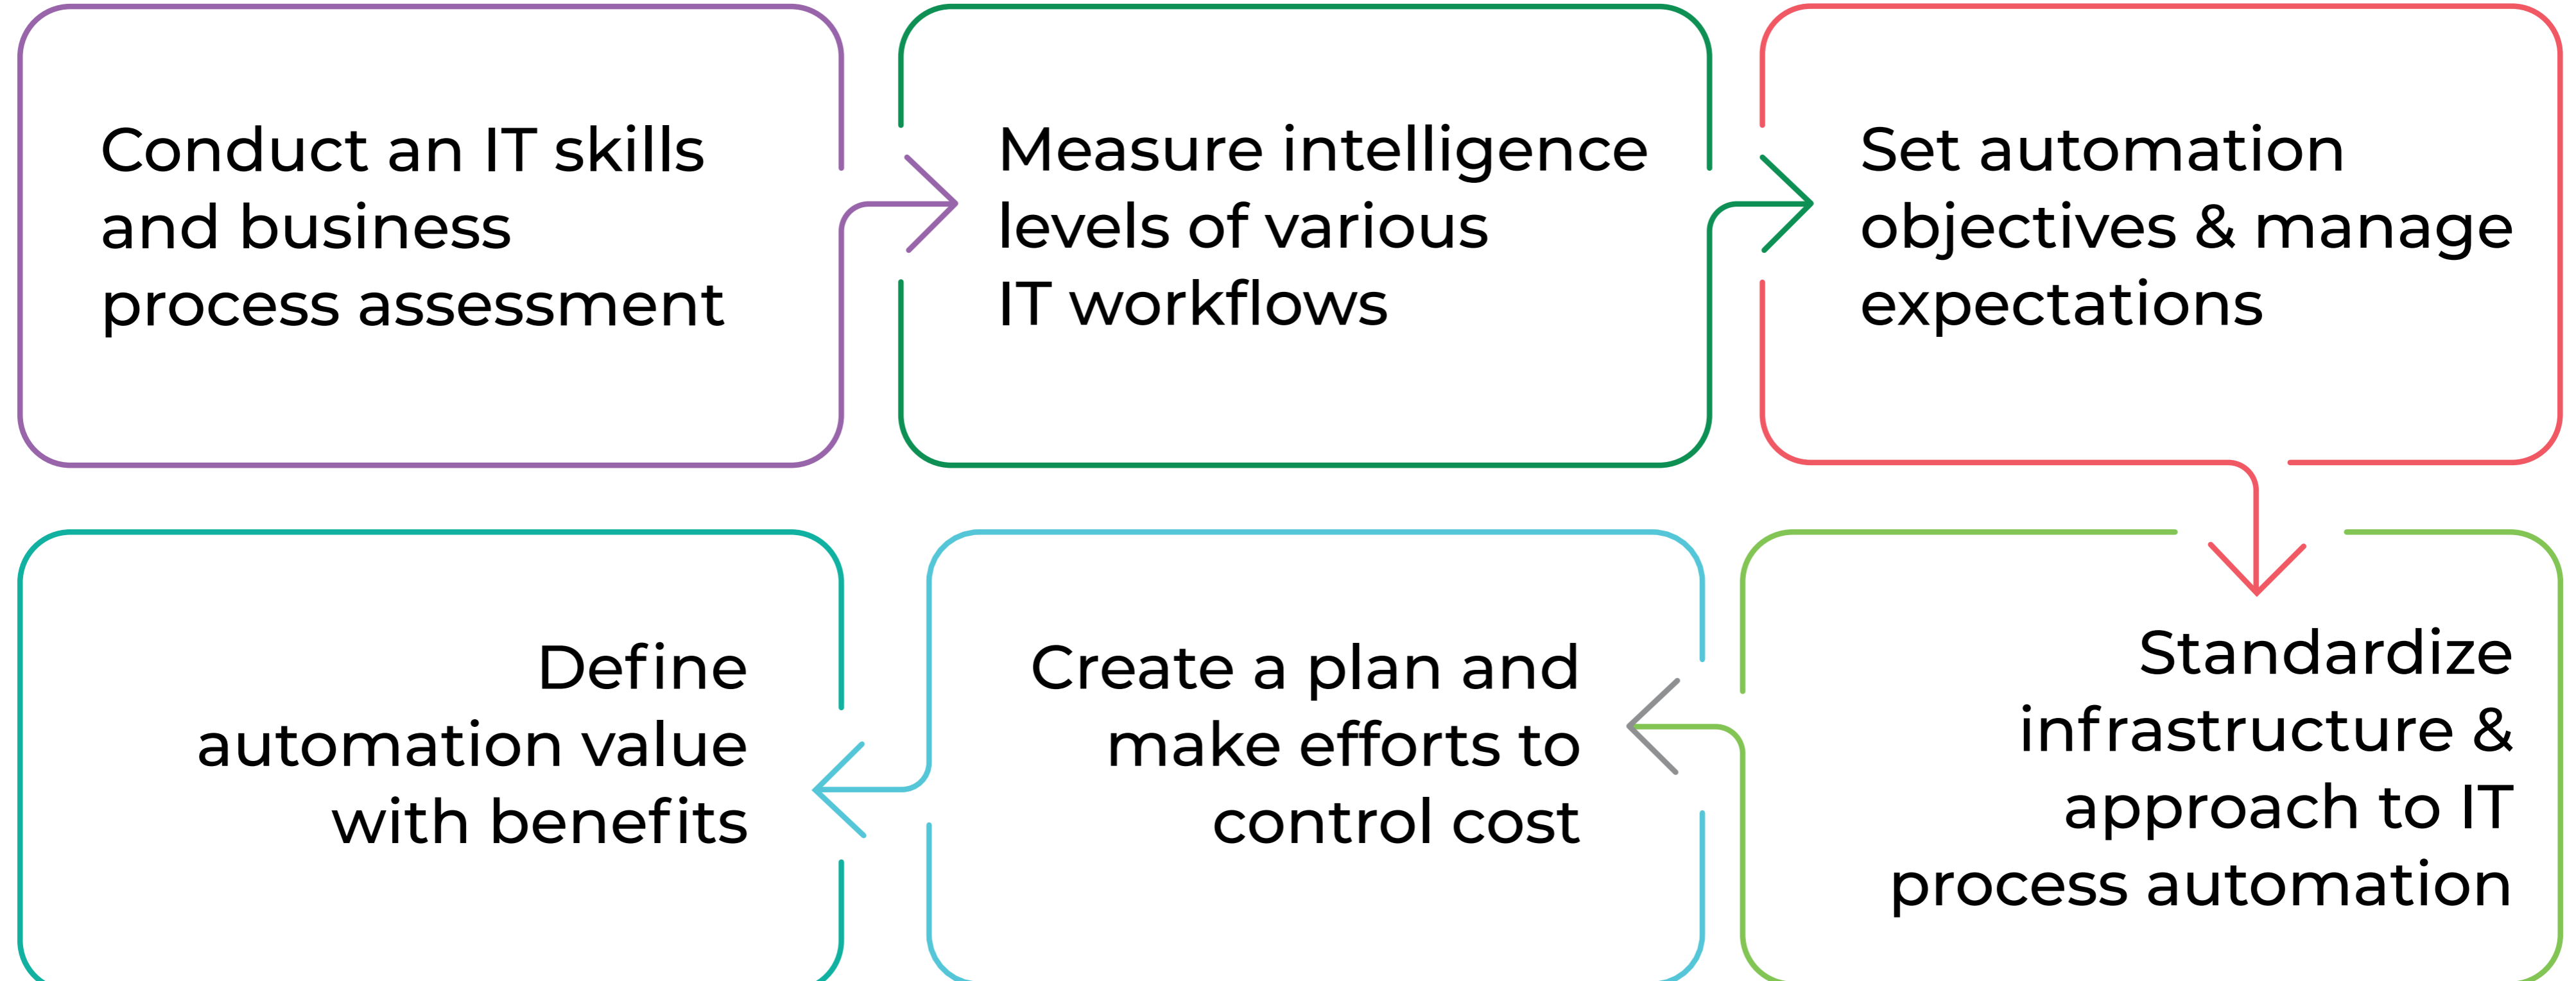 Conduct an IT skills
and business
process assessment
Measure intelligence
levels of various
IT workflows
Set automation
objectives & manage
expectations
Standardize
infrastructure &
approach to IT
process automation
Create a plan and
make efforts to
control cost
Define
automation value
with benefits